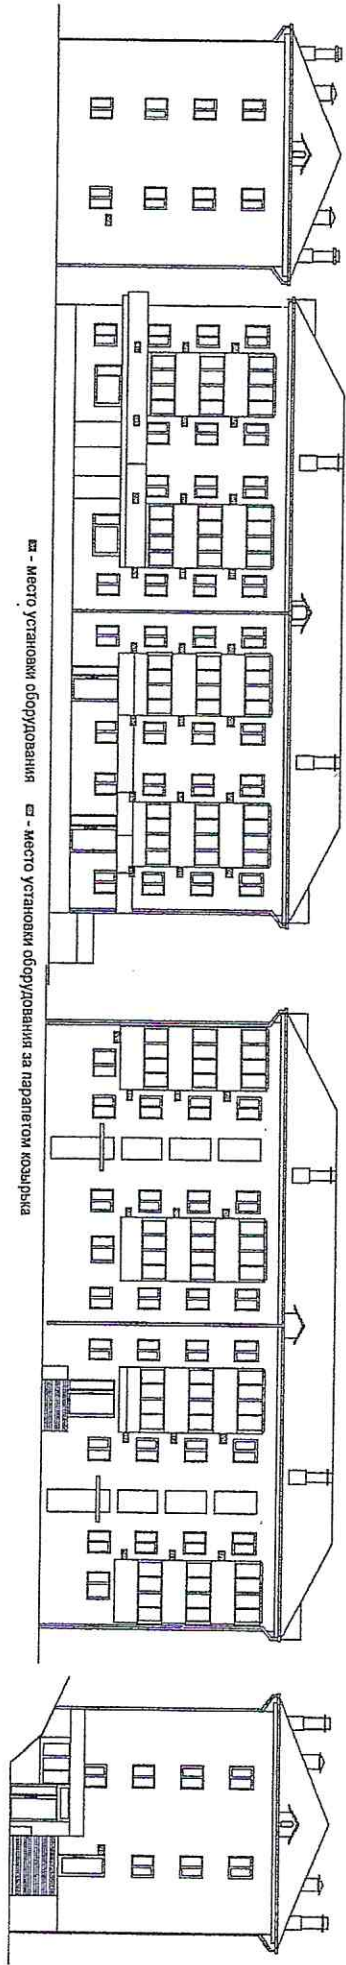 - место установки оборудования - место установки оборудования за парапетом козырька